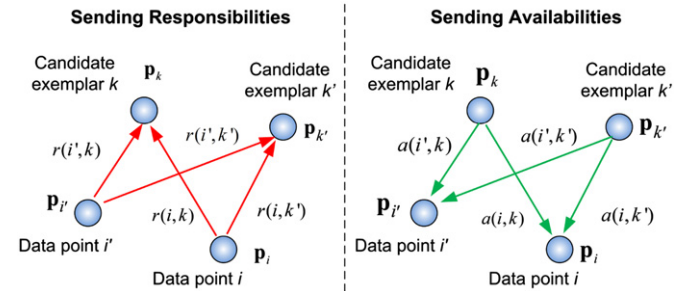 Sending Responsibilities
Candidate
exemplar k
p_k
Candidate
exemplar k'
p_k'
r(i',k)
r(i',k')
p_i'
r(i,k)
r(i,k')
Data point i'
p_i
Data point i
Sending Availabilities
Candidate
exemplar k
p_k
Candidate
exemplar k'
p_k'
a(i',k)
a(i',k')
p_i'
a(i,k)
a(i,k')
Data point i'
p_i
Data point i